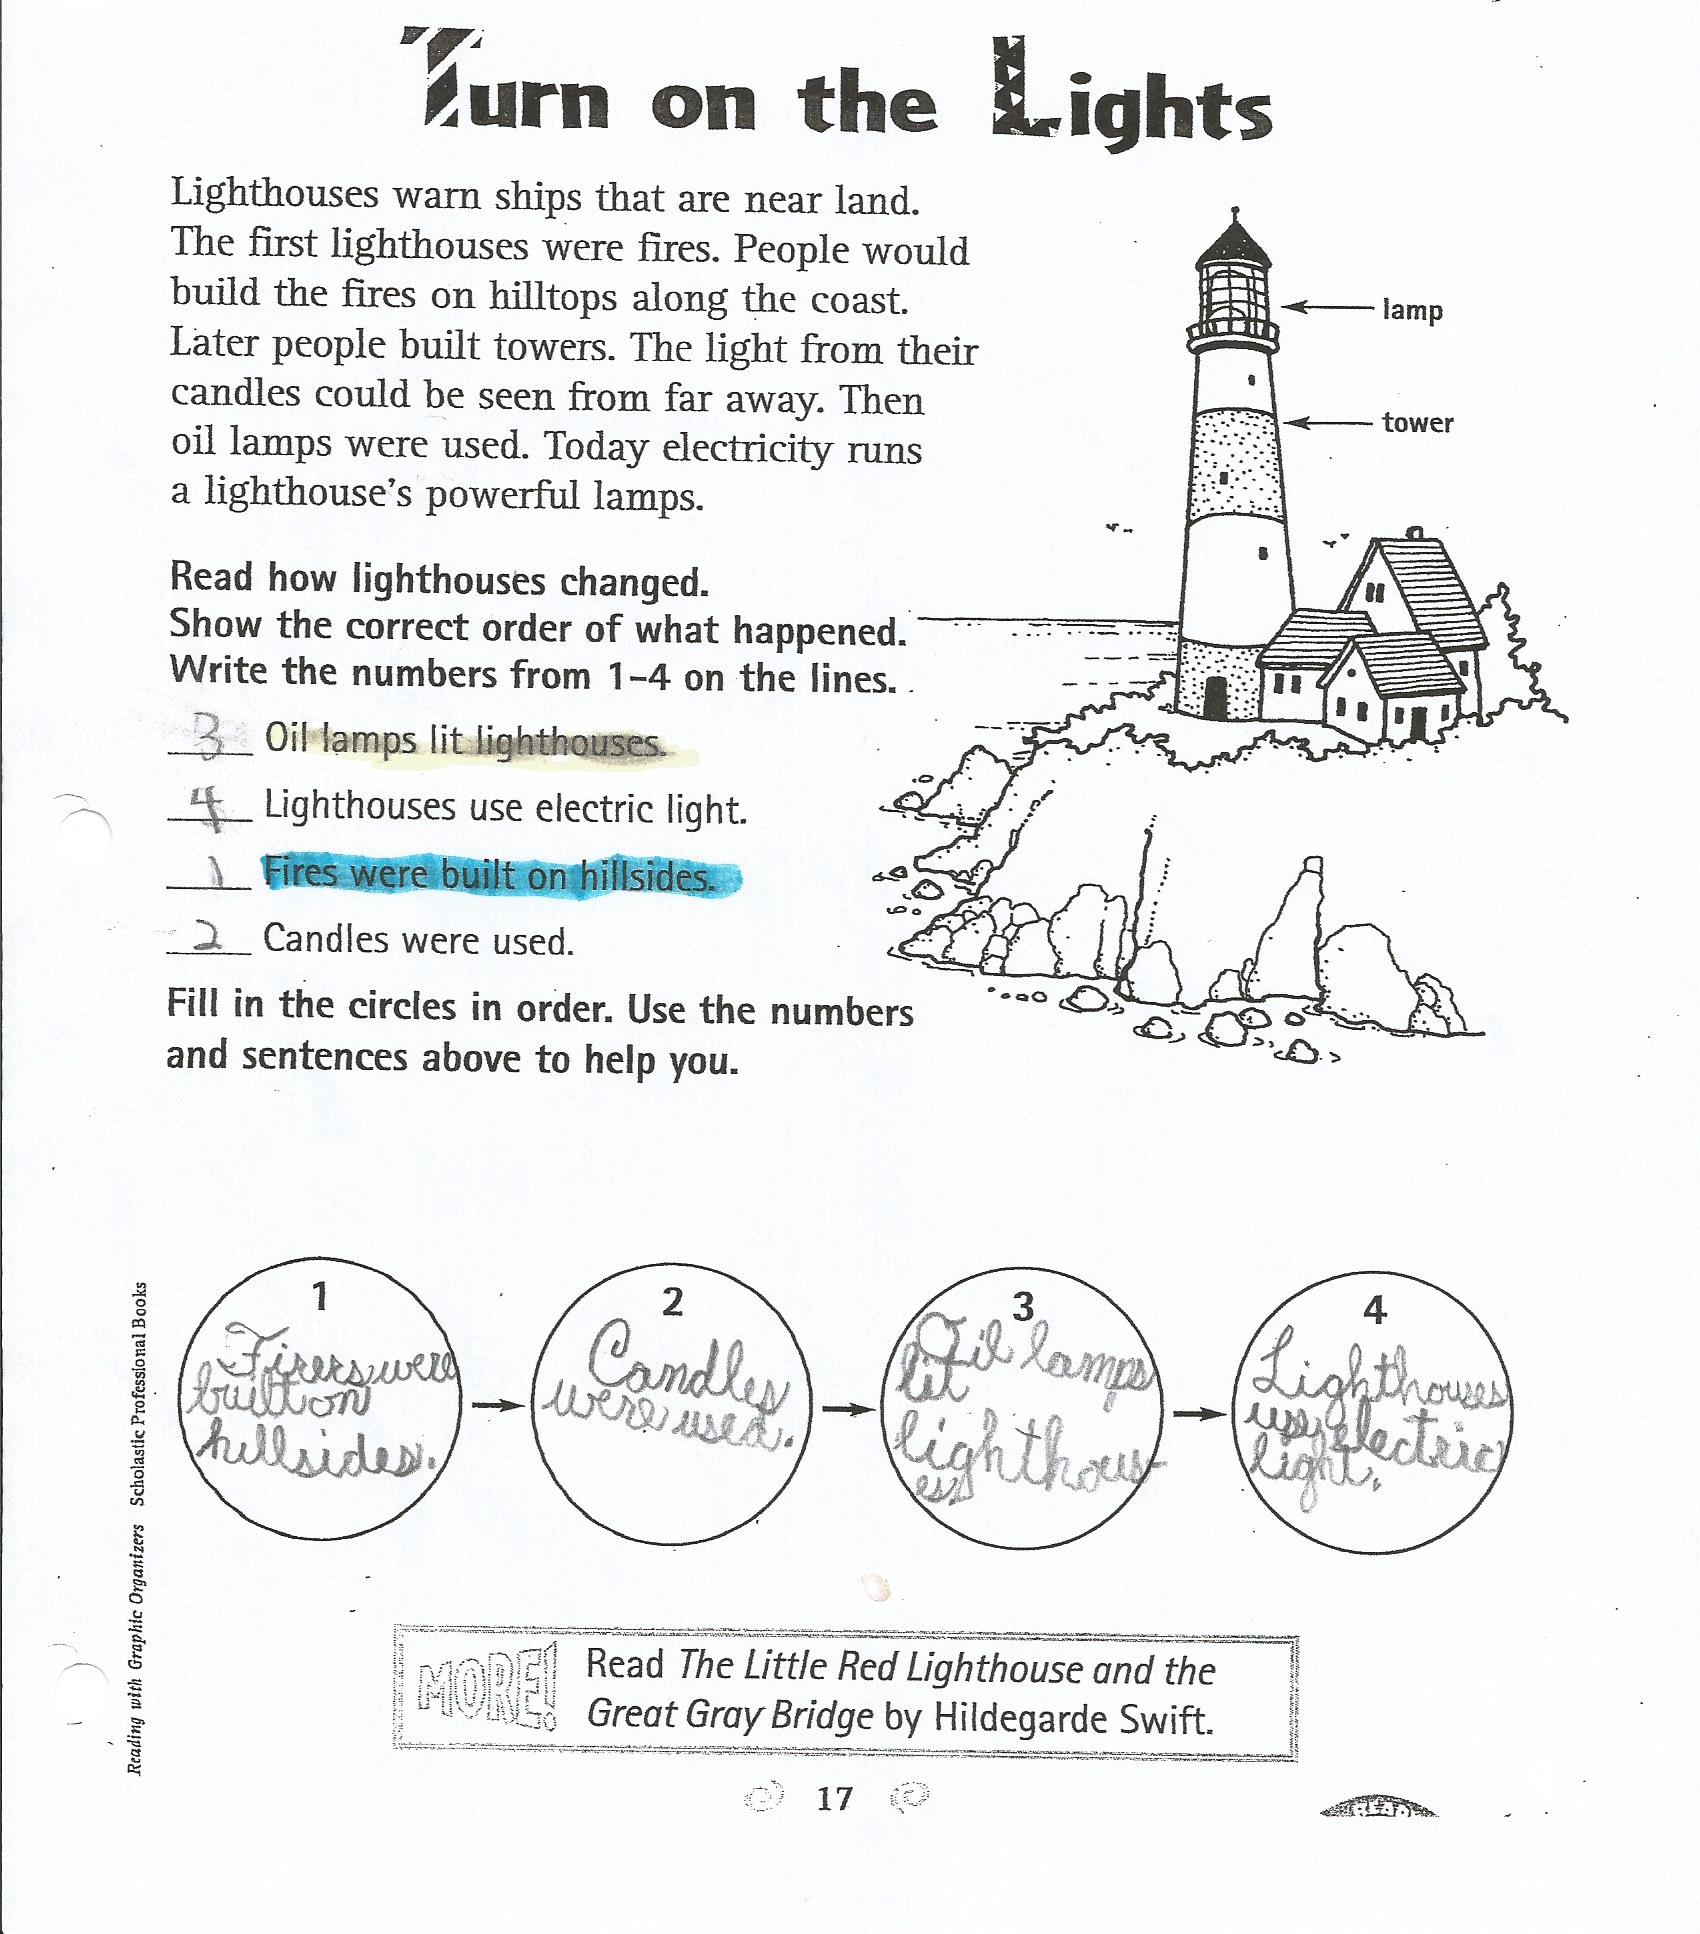 Turn on the Lights
Lighthouses warn ships that are near land.
The first lighthouses were fires. People would
build the fires on hilltops along the coast.
Later people built towers. The light from their
candles could be seen from far away. Then
oil lamps were used. Today electricity runs
a lighthouse's powerful lamps.
lamp
tower
Read how lighthouses changed.
Show the correct order of what happened.
Write the numbers from 1–4 on the lines.
3 Oil lamps lit lighthouses.
4 Lighthouses use electric light.
1 Fires were built on hillsides.
2 Candles were used.
Fill in the circles in order. Use the numbers
and sentences above to help you.
1
Firers were
built on
hillsides.
2
Candles
were used.
3
Oil lamps
lit
lighthous-
es
4
Lighthouses
use electric
light.
Reading with Graphic Organizers Scholastic Professional Books
MORE!
Read The Little Red Lighthouse and the
Great Gray Bridge by Hildegarde Swift.
17
READ